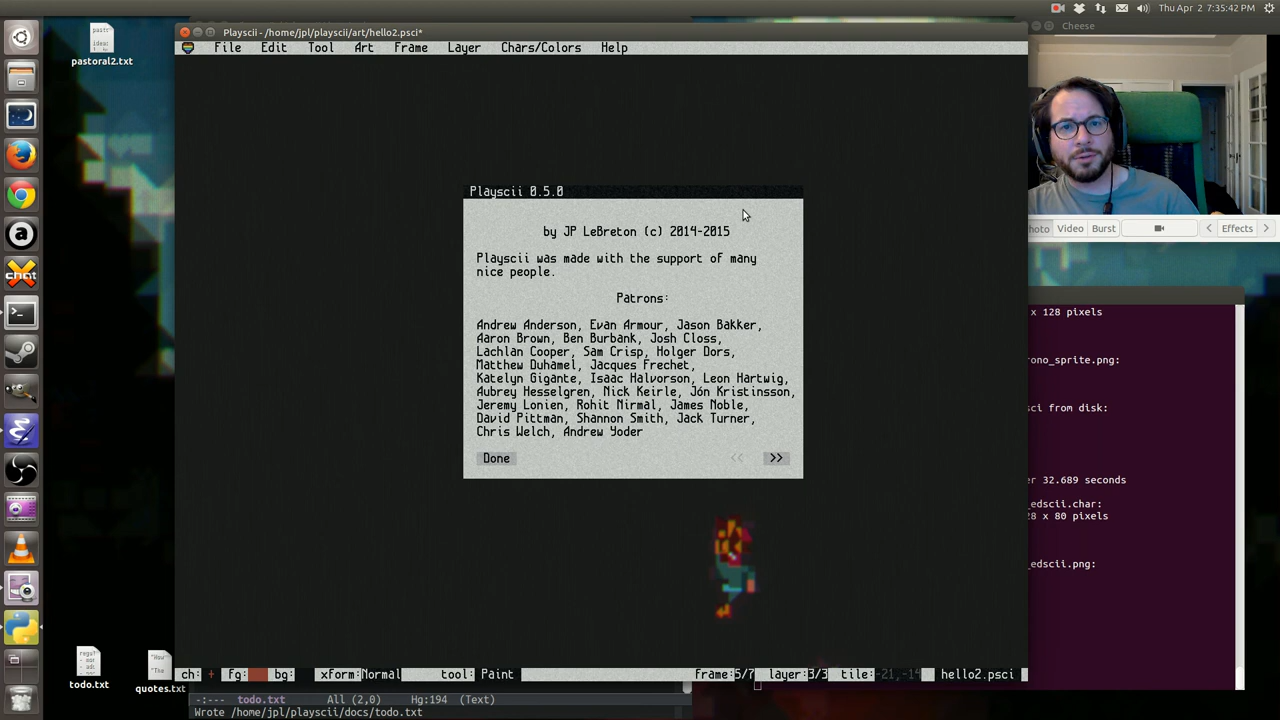 Thu Apr 2 7:35:42 PM
Playscii - /home/jpl/playscii/art/hello2.psci*
Cheese
File Edit Tool Art Frame Layer Chars/Colors Help
pastoral2.txt
Playscii 0.5.0
by JP LeBreton (c) 2014-2015
Playscii was made with the support of many
nice people.
Patrons:
Andrew Anderson, Evan Armour, Jason Bakker,
Aaron Brown, Ben Burbank, Josh Closs,
Lachlan Cooper, Sam Crisp, Holger Dors,
Matthew Duhamel, Jacques Frechet,
Katelyn Gigante, Isaac Halvorson, Leon Hartwig,
Aubrey Hesselgren, Nick Keirle, Jón Kristinsson,
Jeremy Lonien, Rohit Nirmal, James Noble,
David Pittman, Shannon Smith, Jack Turner,
Chris Welch, Andrew Yoder
Done << >>
hoto Video Burst < Effects >
x 128 pixels
rono_sprite.png:
sci from disk:
er 32.689 seconds
_edscii.char:
28 x 80 pixels
_edscii.png:
chat
todo.txt
quotes.txt
ch: + Fg: bg: xform: Normal tool: Paint frame: 5/7 layer: 3/3 tile: hello2.psci
-:--- todo.txt All (2,0) Hg:194 (Text)
Wrote /home/jpl/playscii/docs/todo.txt